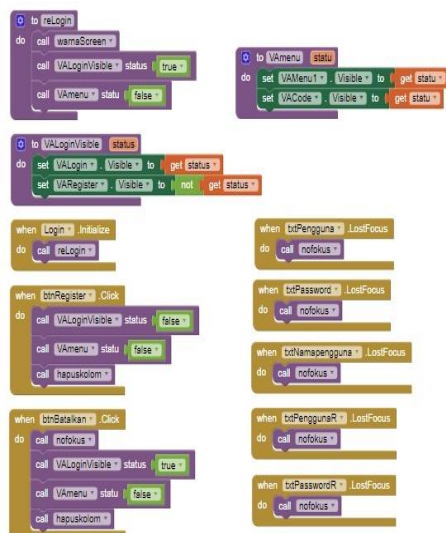 to reLogin
do call warnaScreen
call VALoginVisible status true
call VAmenu statu false
to VAmenu statu
do set VAMenu1 . Visible to get statu
set VACode . Visible to get statu
to VALoginVisible status
do set VALogin . Visible to get status
set VARegister . Visible to not get status
when Login .Initialize
do call reLogin
when btnRegister .Click
do call VALoginVisible status false
call VAmenu statu false
call hapuskolom
when btnBatalkan .Click
do call nofokus
call VALoginVisible status true
call VAmenu statu false
call hapuskolom
when txtPengguna .LostFocus
do call nofokus
when txtPassword .LostFocus
do call nofokus
when txtNamapengguna .LostFocus
do call nofokus
when txtPenggunaR .LostFocus
do call nofokus
when txtPasswordR .LostFocus
do call nofokus